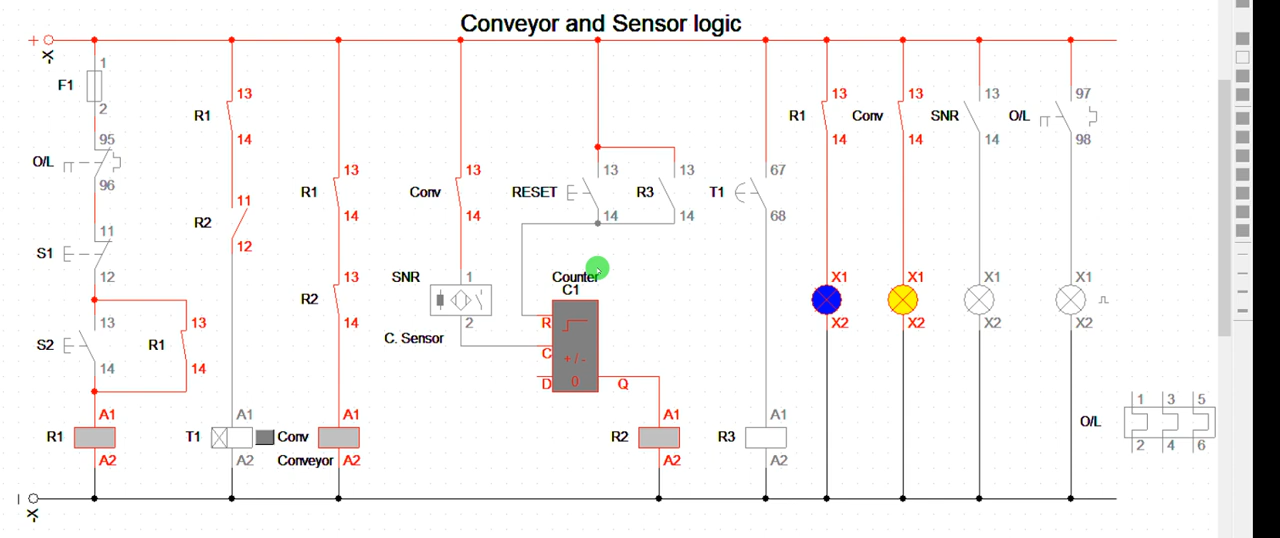 Conveyor and Sensor logic
+
-X
1
F1
2
95
O/L
96
11
S1
12
13
S2
14
13
R1
14
A1
R1
A2
13
R1
14
11
R2
12
A1
T1
A2
13
R1
14
13
R2
14
Conv
A1
Conveyor
A2
13
Conv
14
SNR
1
2
C. Sensor
13
RESET
14
13
R3
14
Counter
C1
R
C
+ / -
D
0
Q
A1
R2
A2
67
T1
68
A1
R3
A2
13
R1
14
X1
X2
13
Conv
14
X1
X2
13
SNR
14
X1
X2
97
O/L
98
X1
X2
1 3 5
O/L
2 4 6
-X